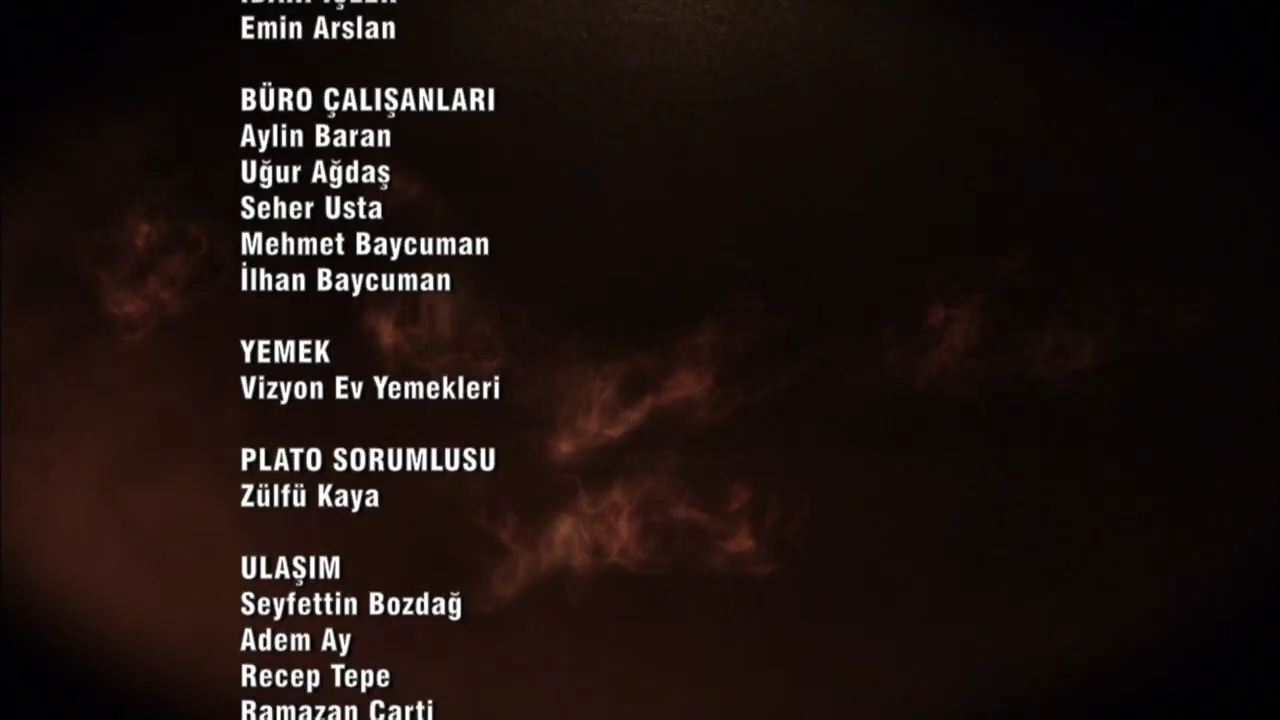 Emin Arslan
BÜRO ÇALIŞANLARI
Aylin Baran
Uğur Ağdaş
Seher Usta
Mehmet Baycuman
İlhan Baycuman
YEMEK
Vizyon Ev Yemekleri
PLATO SORUMLUSU
Zülfü Kaya
ULAŞIM
Seyfettin Bozdağ
Adem Ay
Recep Tepe
Ramazan